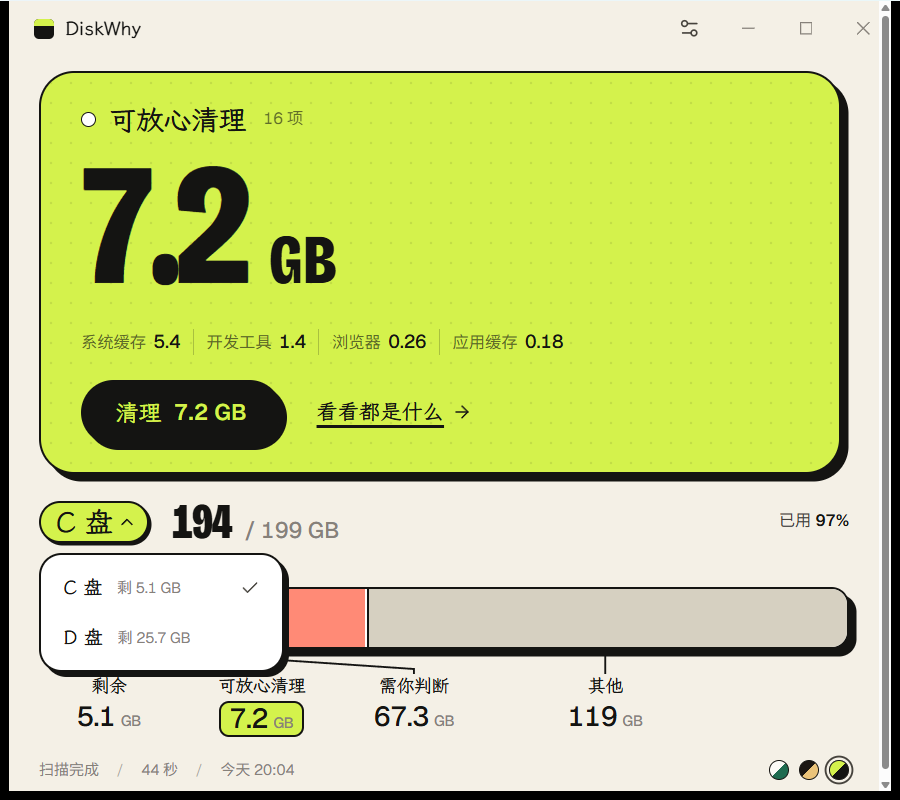 DiskWhy
可放心清理 16 项
7.2 GB
系统缓存 5.4 开发工具 1.4 浏览器 0.26 应用缓存 0.18
清理 7.2 GB 看看都是什么 →
C 盘 194 / 199 GB 已用 97%
C 盘 剩 5.1 GB
D 盘 剩 25.7 GB
剩余 可放心清理 需你判断 其他
5.1 GB 7.2 GB 67.3 GB 119 GB
扫描完成 / 44 秒 / 今天 20:04